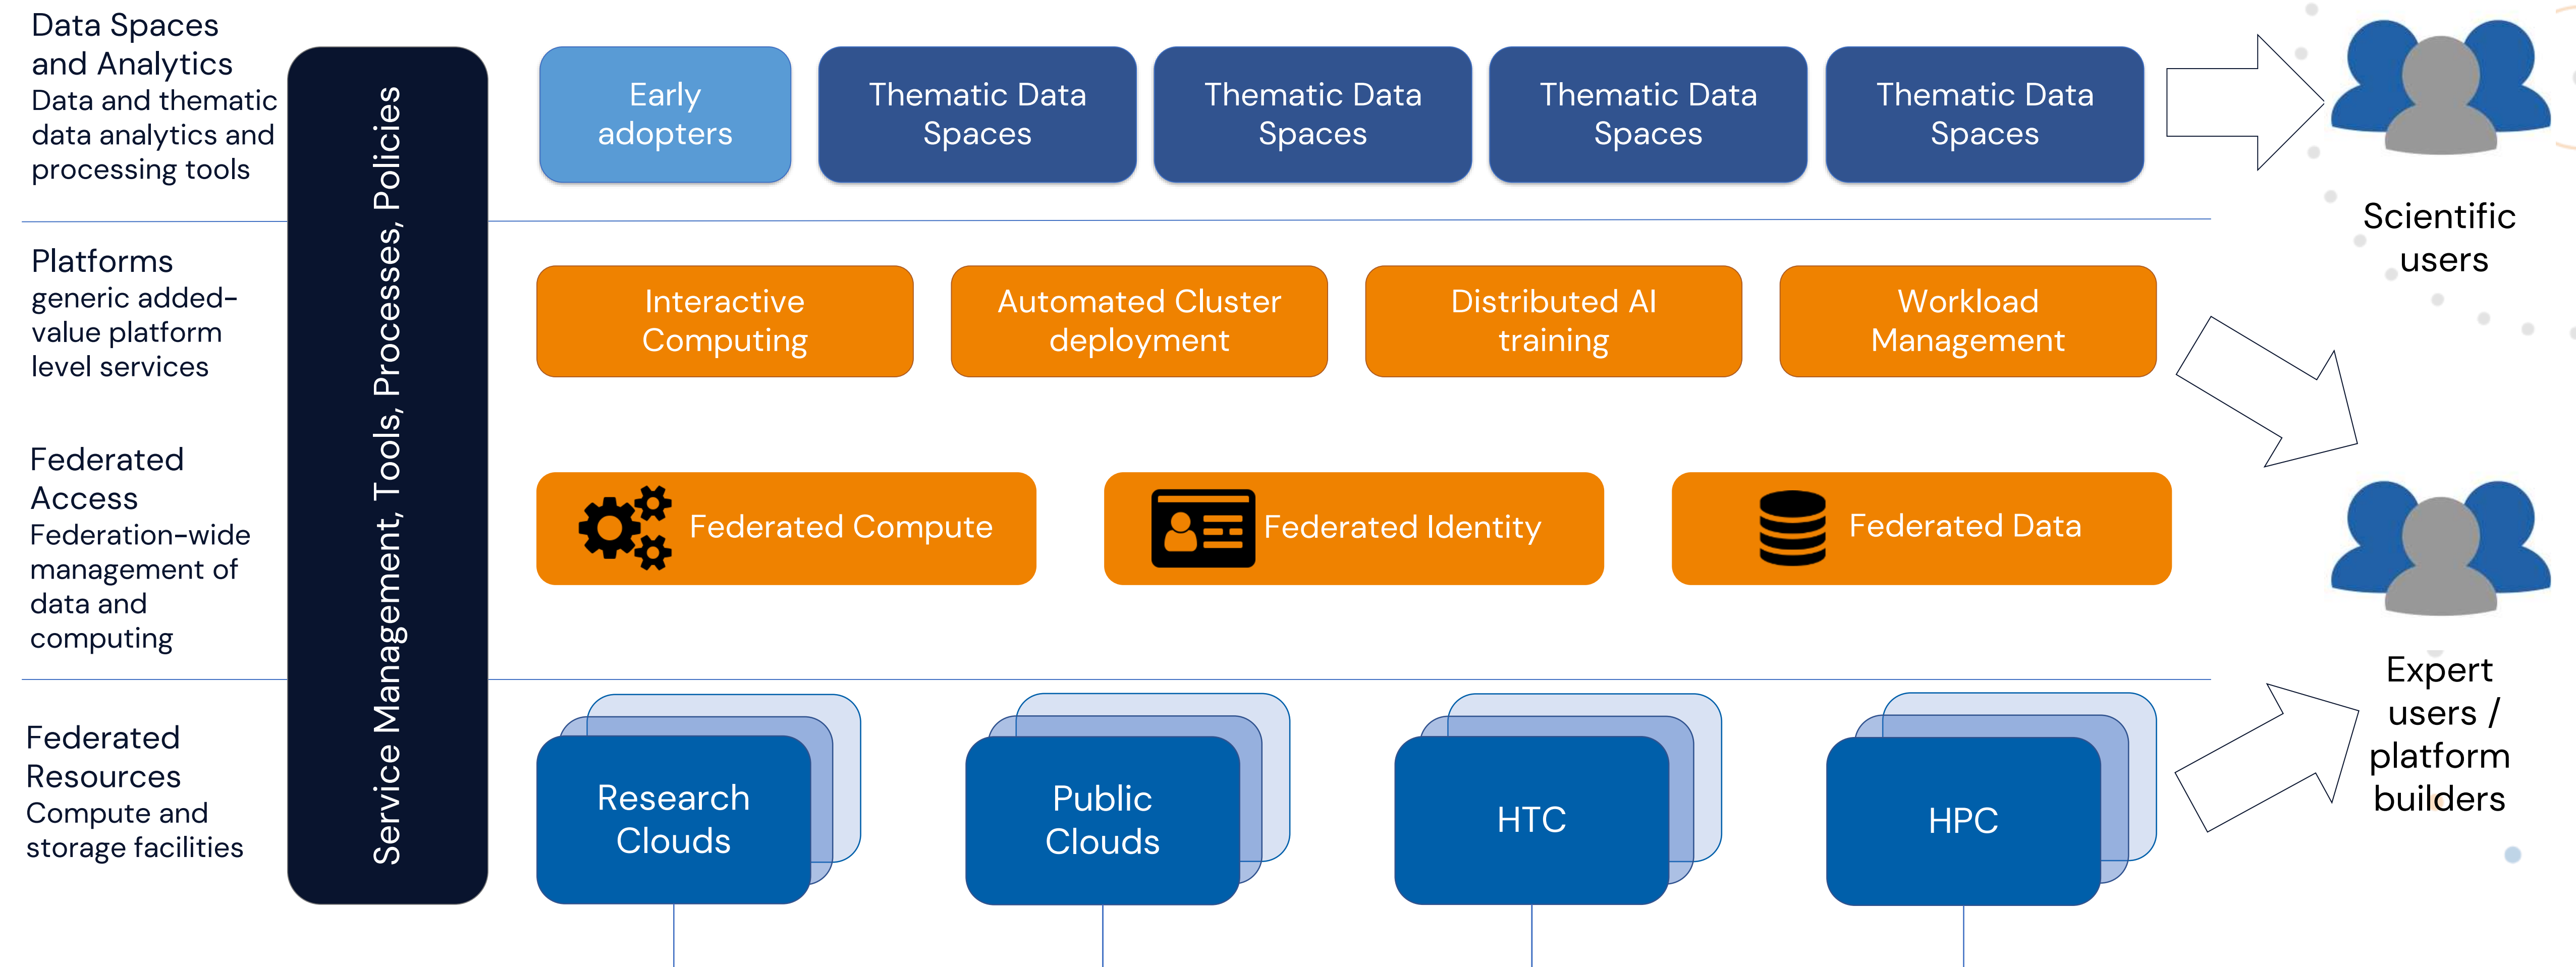 Data Spaces
and Analytics
Data and thematic
data analytics and
processing tools
Early
adopters
Thematic Data
Spaces
Thematic Data
Spaces
Thematic Data
Spaces
Thematic Data
Spaces
Scientific
users
Platforms
generic added-
value platform
level services
Interactive
Computing
Automated Cluster
deployment
Distributed AI
training
Workload
Management
Service Management, Tools, Processes, Policies
Federated
Access
Federation-wide
management of
data and
computing
Federated Compute
Federated Identity
Federated Data
Expert
users /
platform
builders
Federated
Resources
Compute and
storage facilities
Research
Clouds
Public
Clouds
HTC
HPC